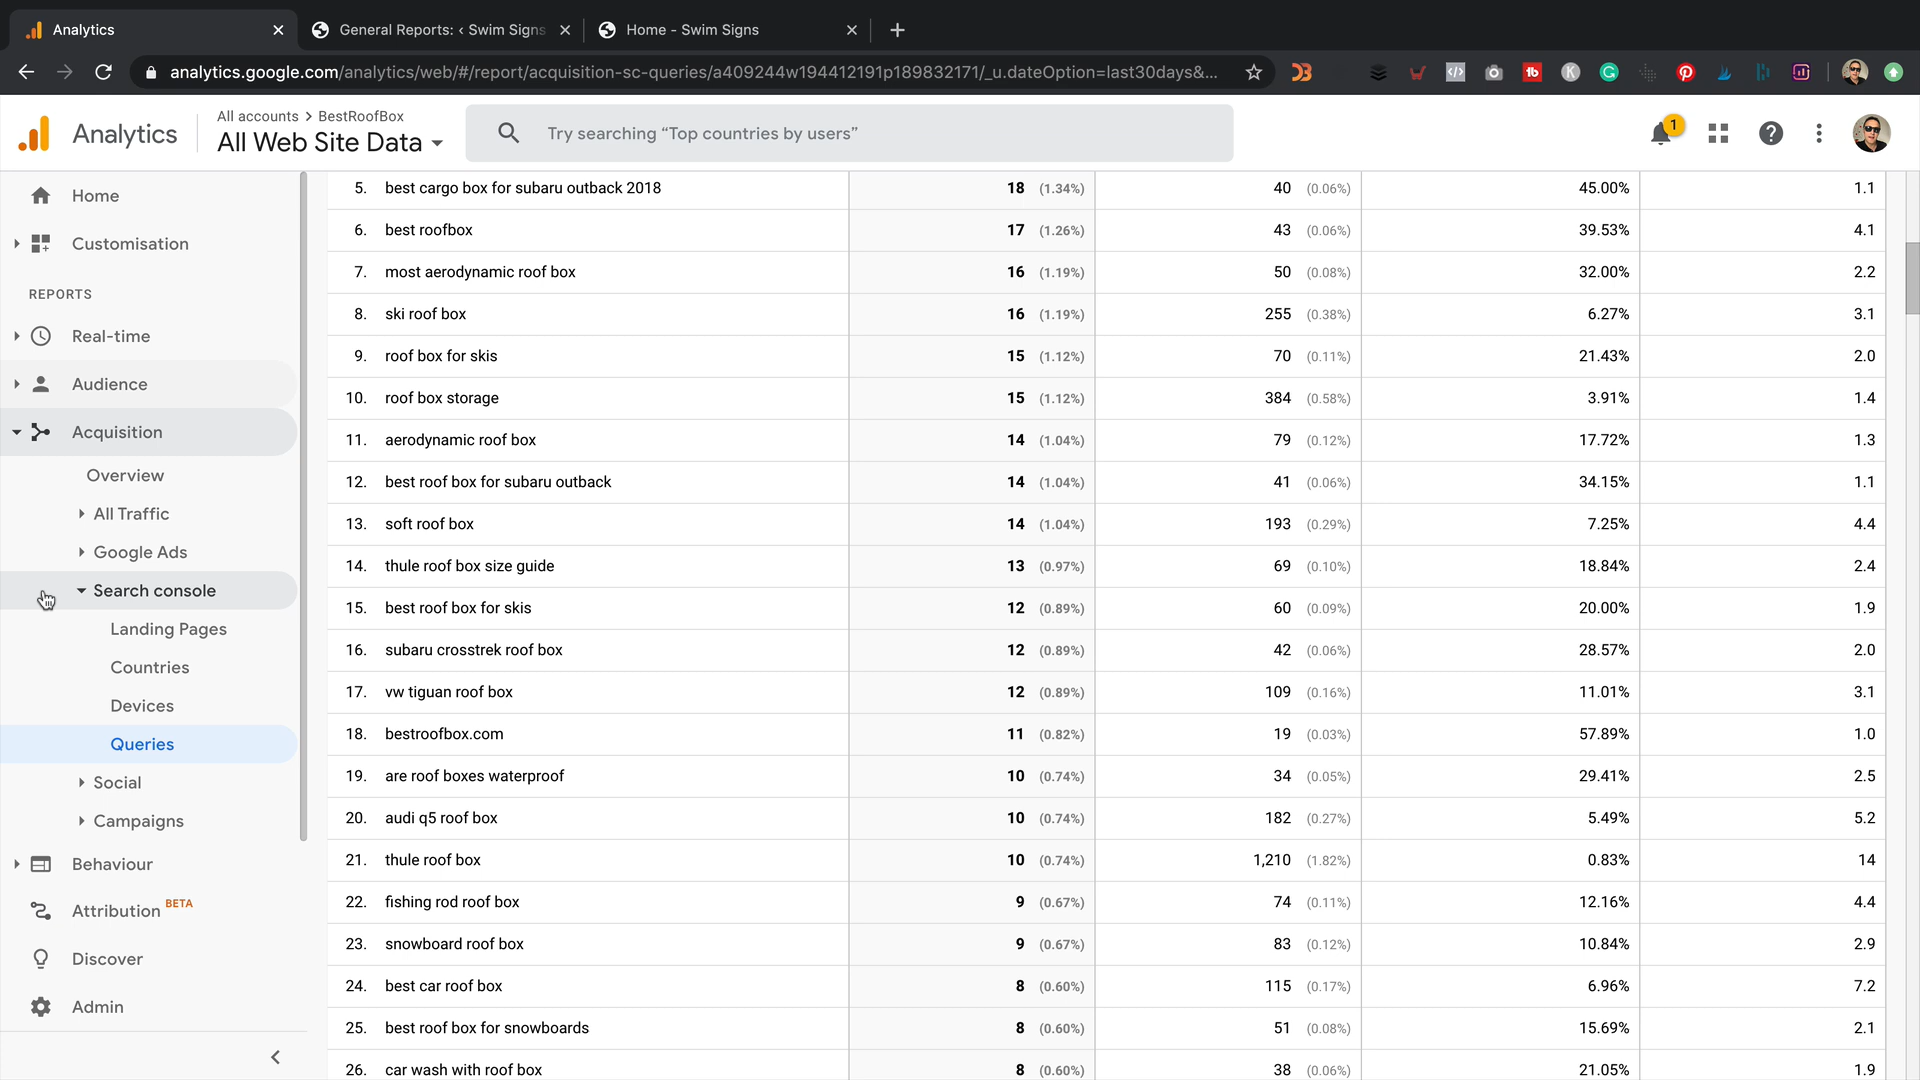 Analytics
General Reports: ‹ Swim Signs
Home - Swim Signs
analytics.google.com/analytics/web/#/report/acquisition-sc-queries/a409244w194412191p189832171/_u.dateOption=last30days&...
Analytics
All accounts > BestRoofBox
All Web Site Data
Try searching “Top countries by users”
1
Home
Customisation
REPORTS
Real-time
Audience
Acquisition
Overview
All Traffic
Google Ads
Search console
Landing Pages
Countries
Devices
Queries
Social
Campaigns
Behaviour
Attribution BETA
Discover
Admin
5. best cargo box for subaru outback 2018 18 (1.34%) 40 (0.06%) 45.00% 1.1
6. best roofbox 17 (1.26%) 43 (0.06%) 39.53% 4.1
7. most aerodynamic roof box 16 (1.19%) 50 (0.08%) 32.00% 2.2
8. ski roof box 16 (1.19%) 255 (0.38%) 6.27% 3.1
9. roof box for skis 15 (1.12%) 70 (0.11%) 21.43% 2.0
10. roof box storage 15 (1.12%) 384 (0.58%) 3.91% 1.4
11. aerodynamic roof box 14 (1.04%) 79 (0.12%) 17.72% 1.3
12. best roof box for subaru outback 14 (1.04%) 41 (0.06%) 34.15% 1.1
13. soft roof box 14 (1.04%) 193 (0.29%) 7.25% 4.4
14. thule roof box size guide 13 (0.97%) 69 (0.10%) 18.84% 2.4
15. best roof box for skis 12 (0.89%) 60 (0.09%) 20.00% 1.9
16. subaru crosstrek roof box 12 (0.89%) 42 (0.06%) 28.57% 2.0
17. vw tiguan roof box 12 (0.89%) 109 (0.16%) 11.01% 3.1
18. bestroofbox.com 11 (0.82%) 19 (0.03%) 57.89% 1.0
19. are roof boxes waterproof 10 (0.74%) 34 (0.05%) 29.41% 2.5
20. audi q5 roof box 10 (0.74%) 182 (0.27%) 5.49% 5.2
21. thule roof box 10 (0.74%) 1,210 (1.82%) 0.83% 14
22. fishing rod roof box 9 (0.67%) 74 (0.11%) 12.16% 4.4
23. snowboard roof box 9 (0.67%) 83 (0.12%) 10.84% 2.9
24. best car roof box 8 (0.60%) 115 (0.17%) 6.96% 7.2
25. best roof box for snowboards 8 (0.60%) 51 (0.08%) 15.69% 2.1
26. car wash with roof box 8 (0.60%) 38 (0.06%) 21.05% 1.9